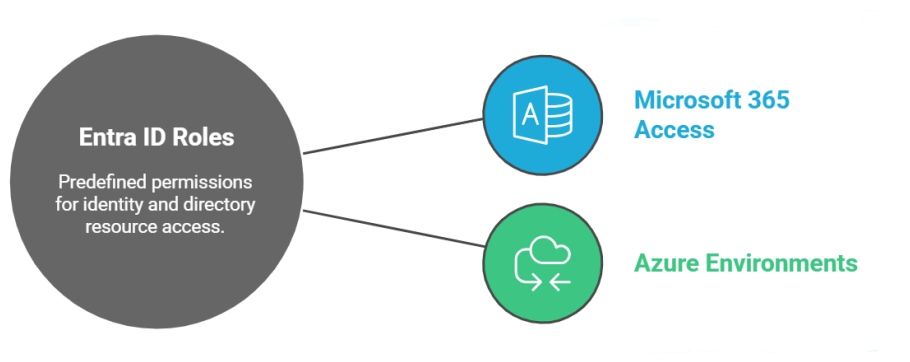 Entra ID Roles
Predefined permissions
for identity and directory
resource access.
A
Microsoft 365
Access
Azure Environments